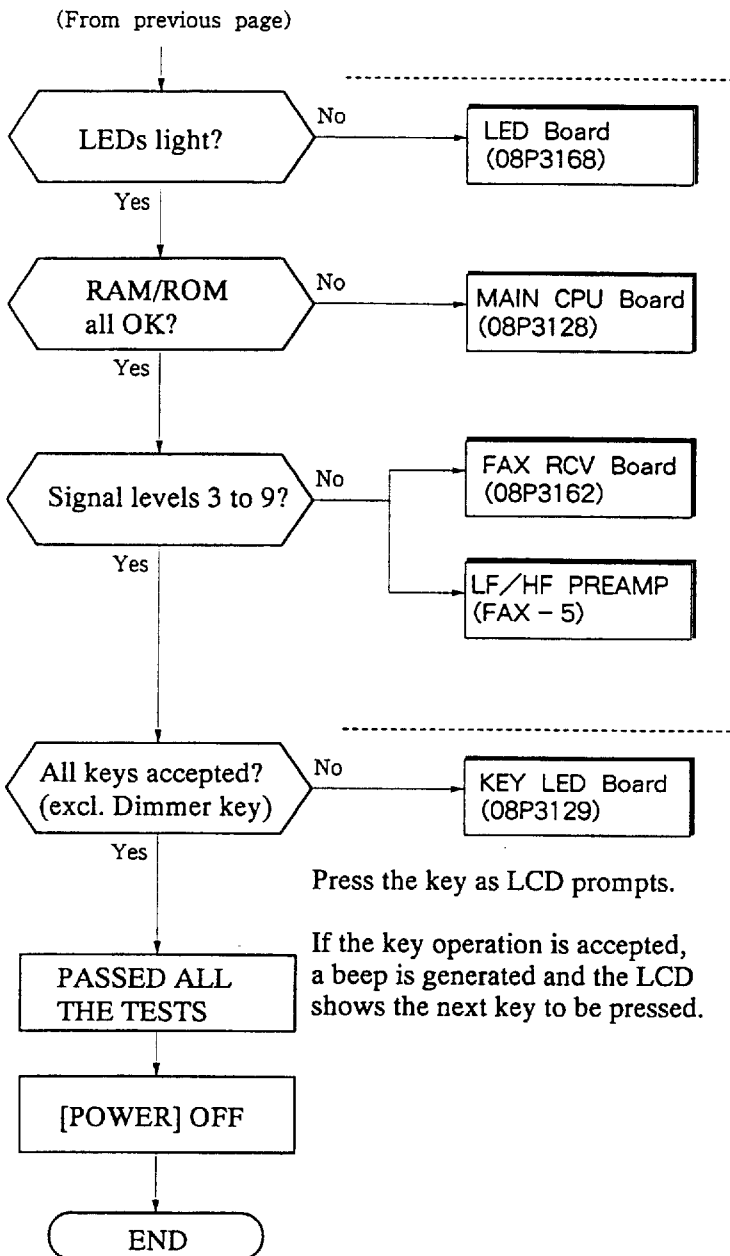 (From previous page)
LEDs light?
No
LED Board
(08P3168)
Yes
RAM/ROM
all OK?
No
MAIN CPU Board
(08P3128)
Yes
Signal levels 3 to 9?
No
FAX RCV Board
(08P3162)
LF/HF PREAMP
(FAX - 5)
Yes
All keys accepted?
(excl. Dimmer key)
No
KEY LED Board
(08P3129)
Yes
Press the key as LCD prompts.
If the key operation is accepted,
a beep is generated and the LCD
shows the next key to be pressed.
PASSED ALL
THE TESTS
[POWER] OFF
END